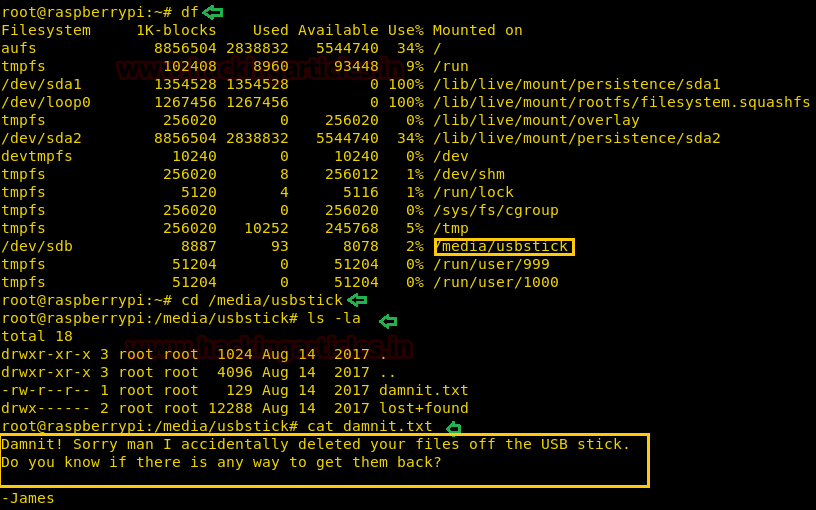 root@raspberrypi:~# df
Filesystem     1K-blocks    Used Available Use% Mounted on
aufs             8856504 2838832   5544740  34% /
tmpfs             102408    8960     93448   9% /run
/dev/sda1        1354528 1354528         0 100% /lib/live/mount/persistence/sda1
/dev/loop0       1267456 1267456         0 100% /lib/live/mount/rootfs/filesystem.squashfs
tmpfs             256020       0    256020   0% /lib/live/mount/overlay
/dev/sda2        8856504 2838832   5544740  34% /lib/live/mount/persistence/sda2
devtmpfs           10240       0     10240   0% /dev
tmpfs             256020       8    256012   1% /dev/shm
tmpfs               5120       4      5116   1% /run/lock
tmpfs             256020       0    256020   0% /sys/fs/cgroup
tmpfs             256020   10252    245768   5% /tmp
/dev/sdb            8887      93      8078   2% /media/usbstick
tmpfs              51204       0     51204   0% /run/user/999
tmpfs              51204       0     51204   0% /run/user/1000
root@raspberrypi:~# cd /media/usbstick
root@raspberrypi:/media/usbstick# ls -la
total 18
www.hackingarticles.in
drwxr-xr-x 3 root root  1024 Aug 14  2017 .
drwxr-xr-x 3 root root  4096 Aug 14  2017 ..
-rw-r--r-- 1 root root   129 Aug 14  2017 damnit.txt
drwx------ 2 root root 12288 Aug 14  2017 lost+found
root@raspberrypi:/media/usbstick# cat damnit.txt
Damnit! Sorry man I accidentally deleted your files off the USB stick.
Do you know if there is any way to get them back?
-James